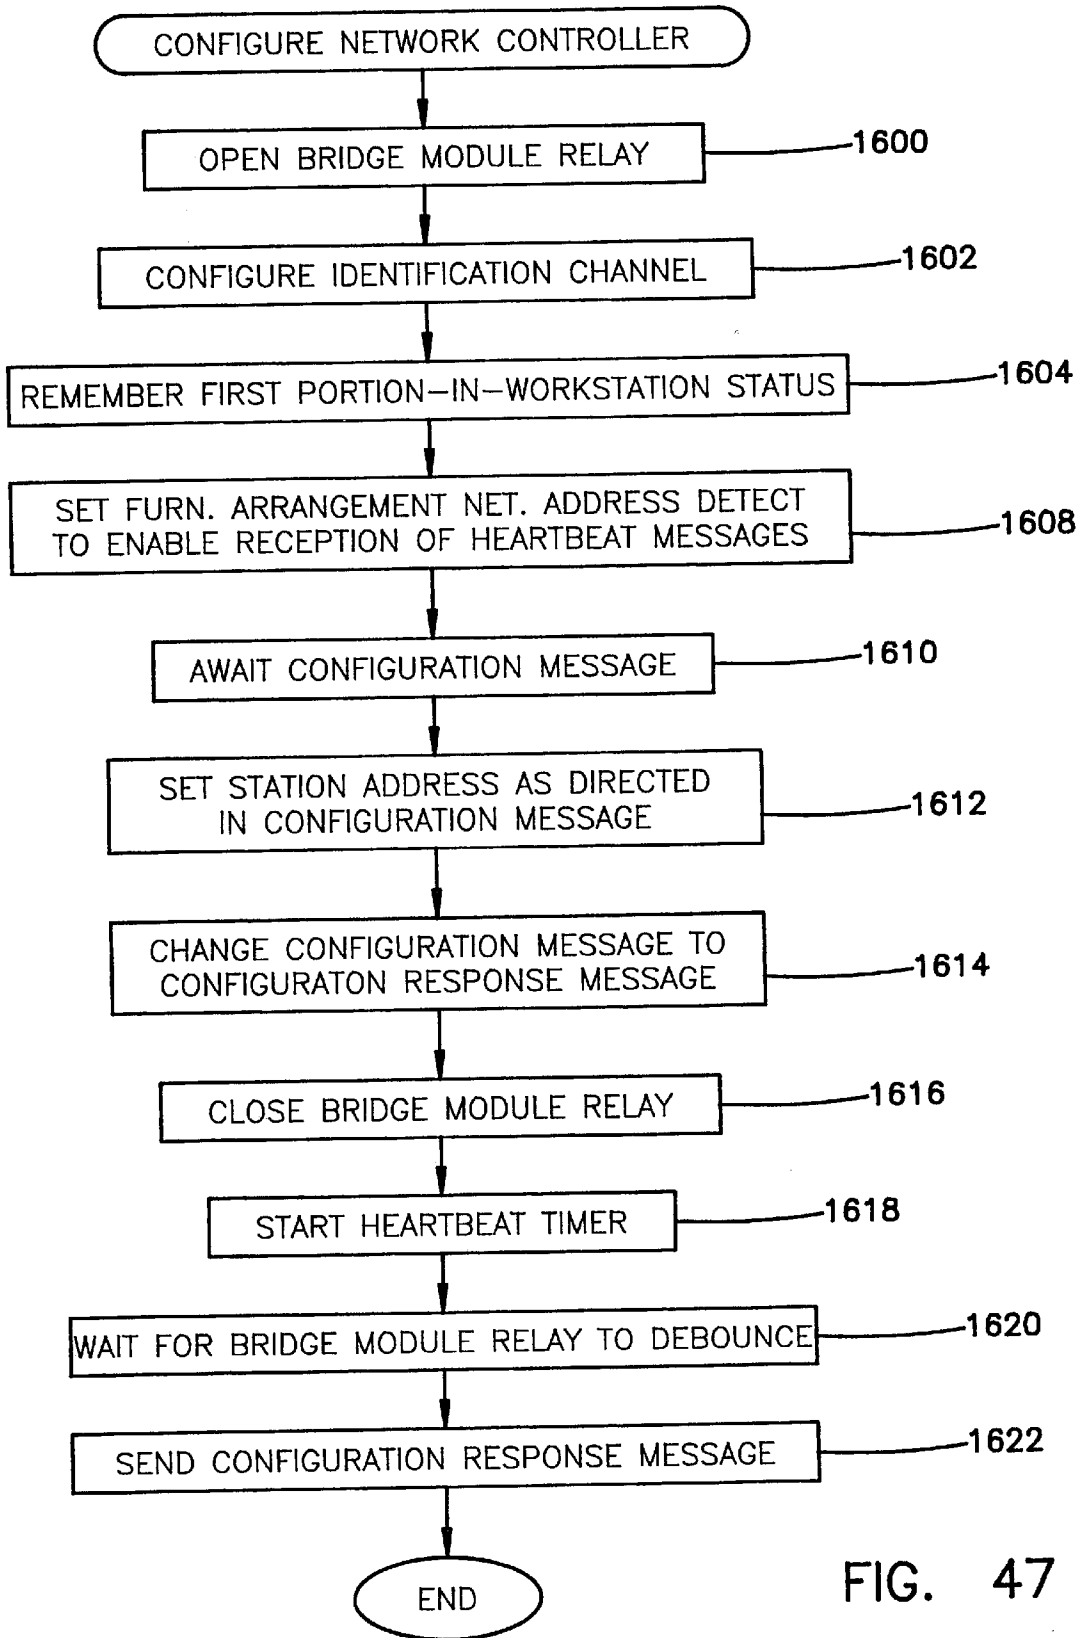 CONFIGURE NETWORK CONTROLLER
OPEN BRIDGE MODULE RELAY
1600
CONFIGURE IDENTIFICATION CHANNEL
1602
REMEMBER FIRST PORTION-IN-WORKSTATION STATUS
1604
SET FURN. ARRANGEMENT NET. ADDRESS DETECT
TO ENABLE RECEPTION OF HEARTBEAT MESSAGES
1608
AWAIT CONFIGURATION MESSAGE
1610
SET STATION ADDRESS AS DIRECTED
IN CONFIGURATION MESSAGE
1612
CHANGE CONFIGURATION MESSAGE TO
CONFIGURATON RESPONSE MESSAGE
1614
CLOSE BRIDGE MODULE RELAY
1616
START HEARTBEAT TIMER
1618
WAIT FOR BRIDGE MODULE RELAY TO DEBOUNCE
1620
SEND CONFIGURATION RESPONSE MESSAGE
1622
END
FIG. 47